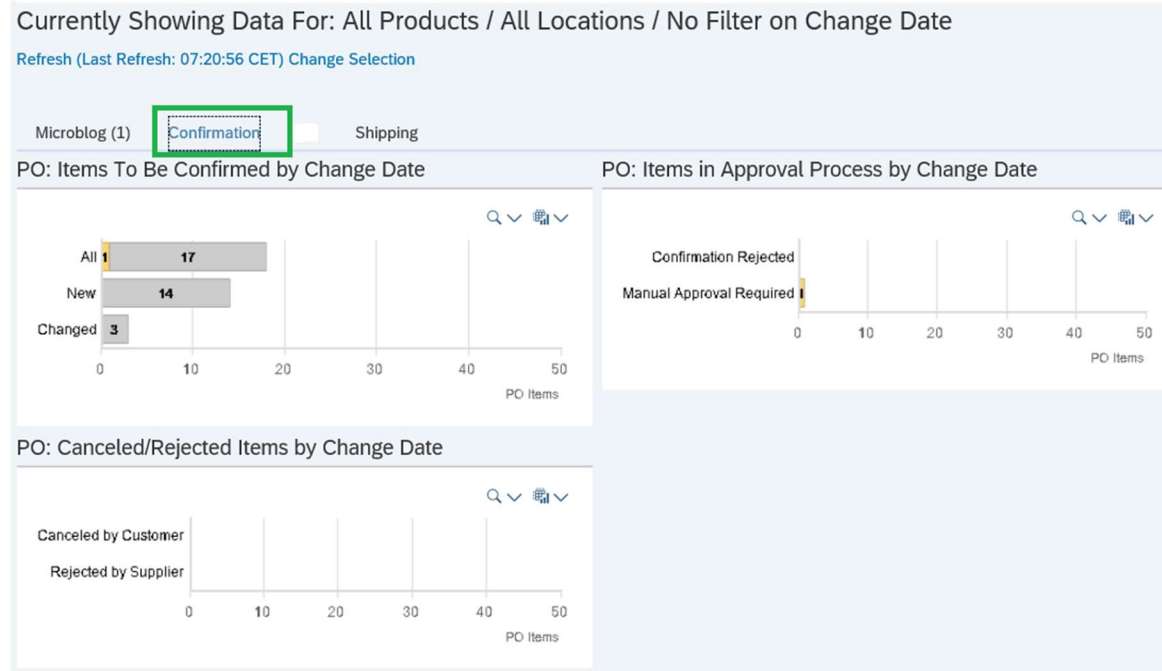 Currently Showing Data For: All Products / All Locations / No Filter on Change Date
Refresh (Last Refresh: 07:20:56 CET) Change Selection
Microblog (1) Confirmation Shipping
PO: Items To Be Confirmed by Change Date
All 1 17
New 14
Changed 3
0 10 20 30 40 50
PO Items
PO: Items in Approval Process by Change Date
Confirmation Rejected
Manual Approval Required 1
0 10 20 30 40 50
PO Items
PO: Canceled/Rejected Items by Change Date
Canceled by Customer
Rejected by Supplier
0 10 20 30 40 50
PO Items